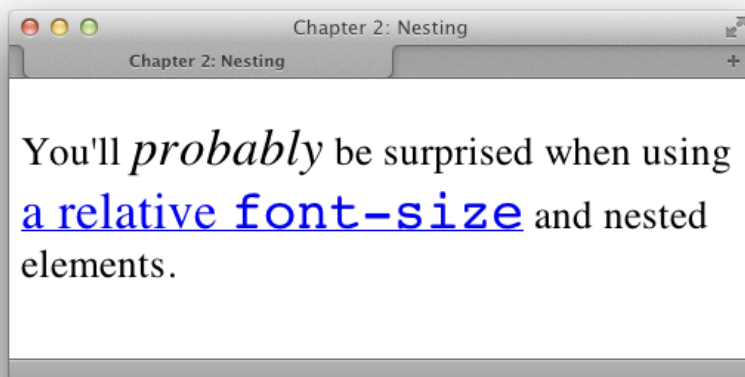 Chapter 2: Nesting
Chapter 2: Nesting
+
You'll probably be surprised when using
a relative font-size and nested
elements.